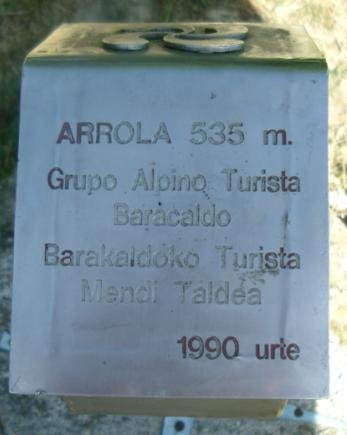 ARROLA 535 m.
Grupo Alpino Turista
Baracaldo
Barakaldoko Turista
Mendi Taldea
1990 urte